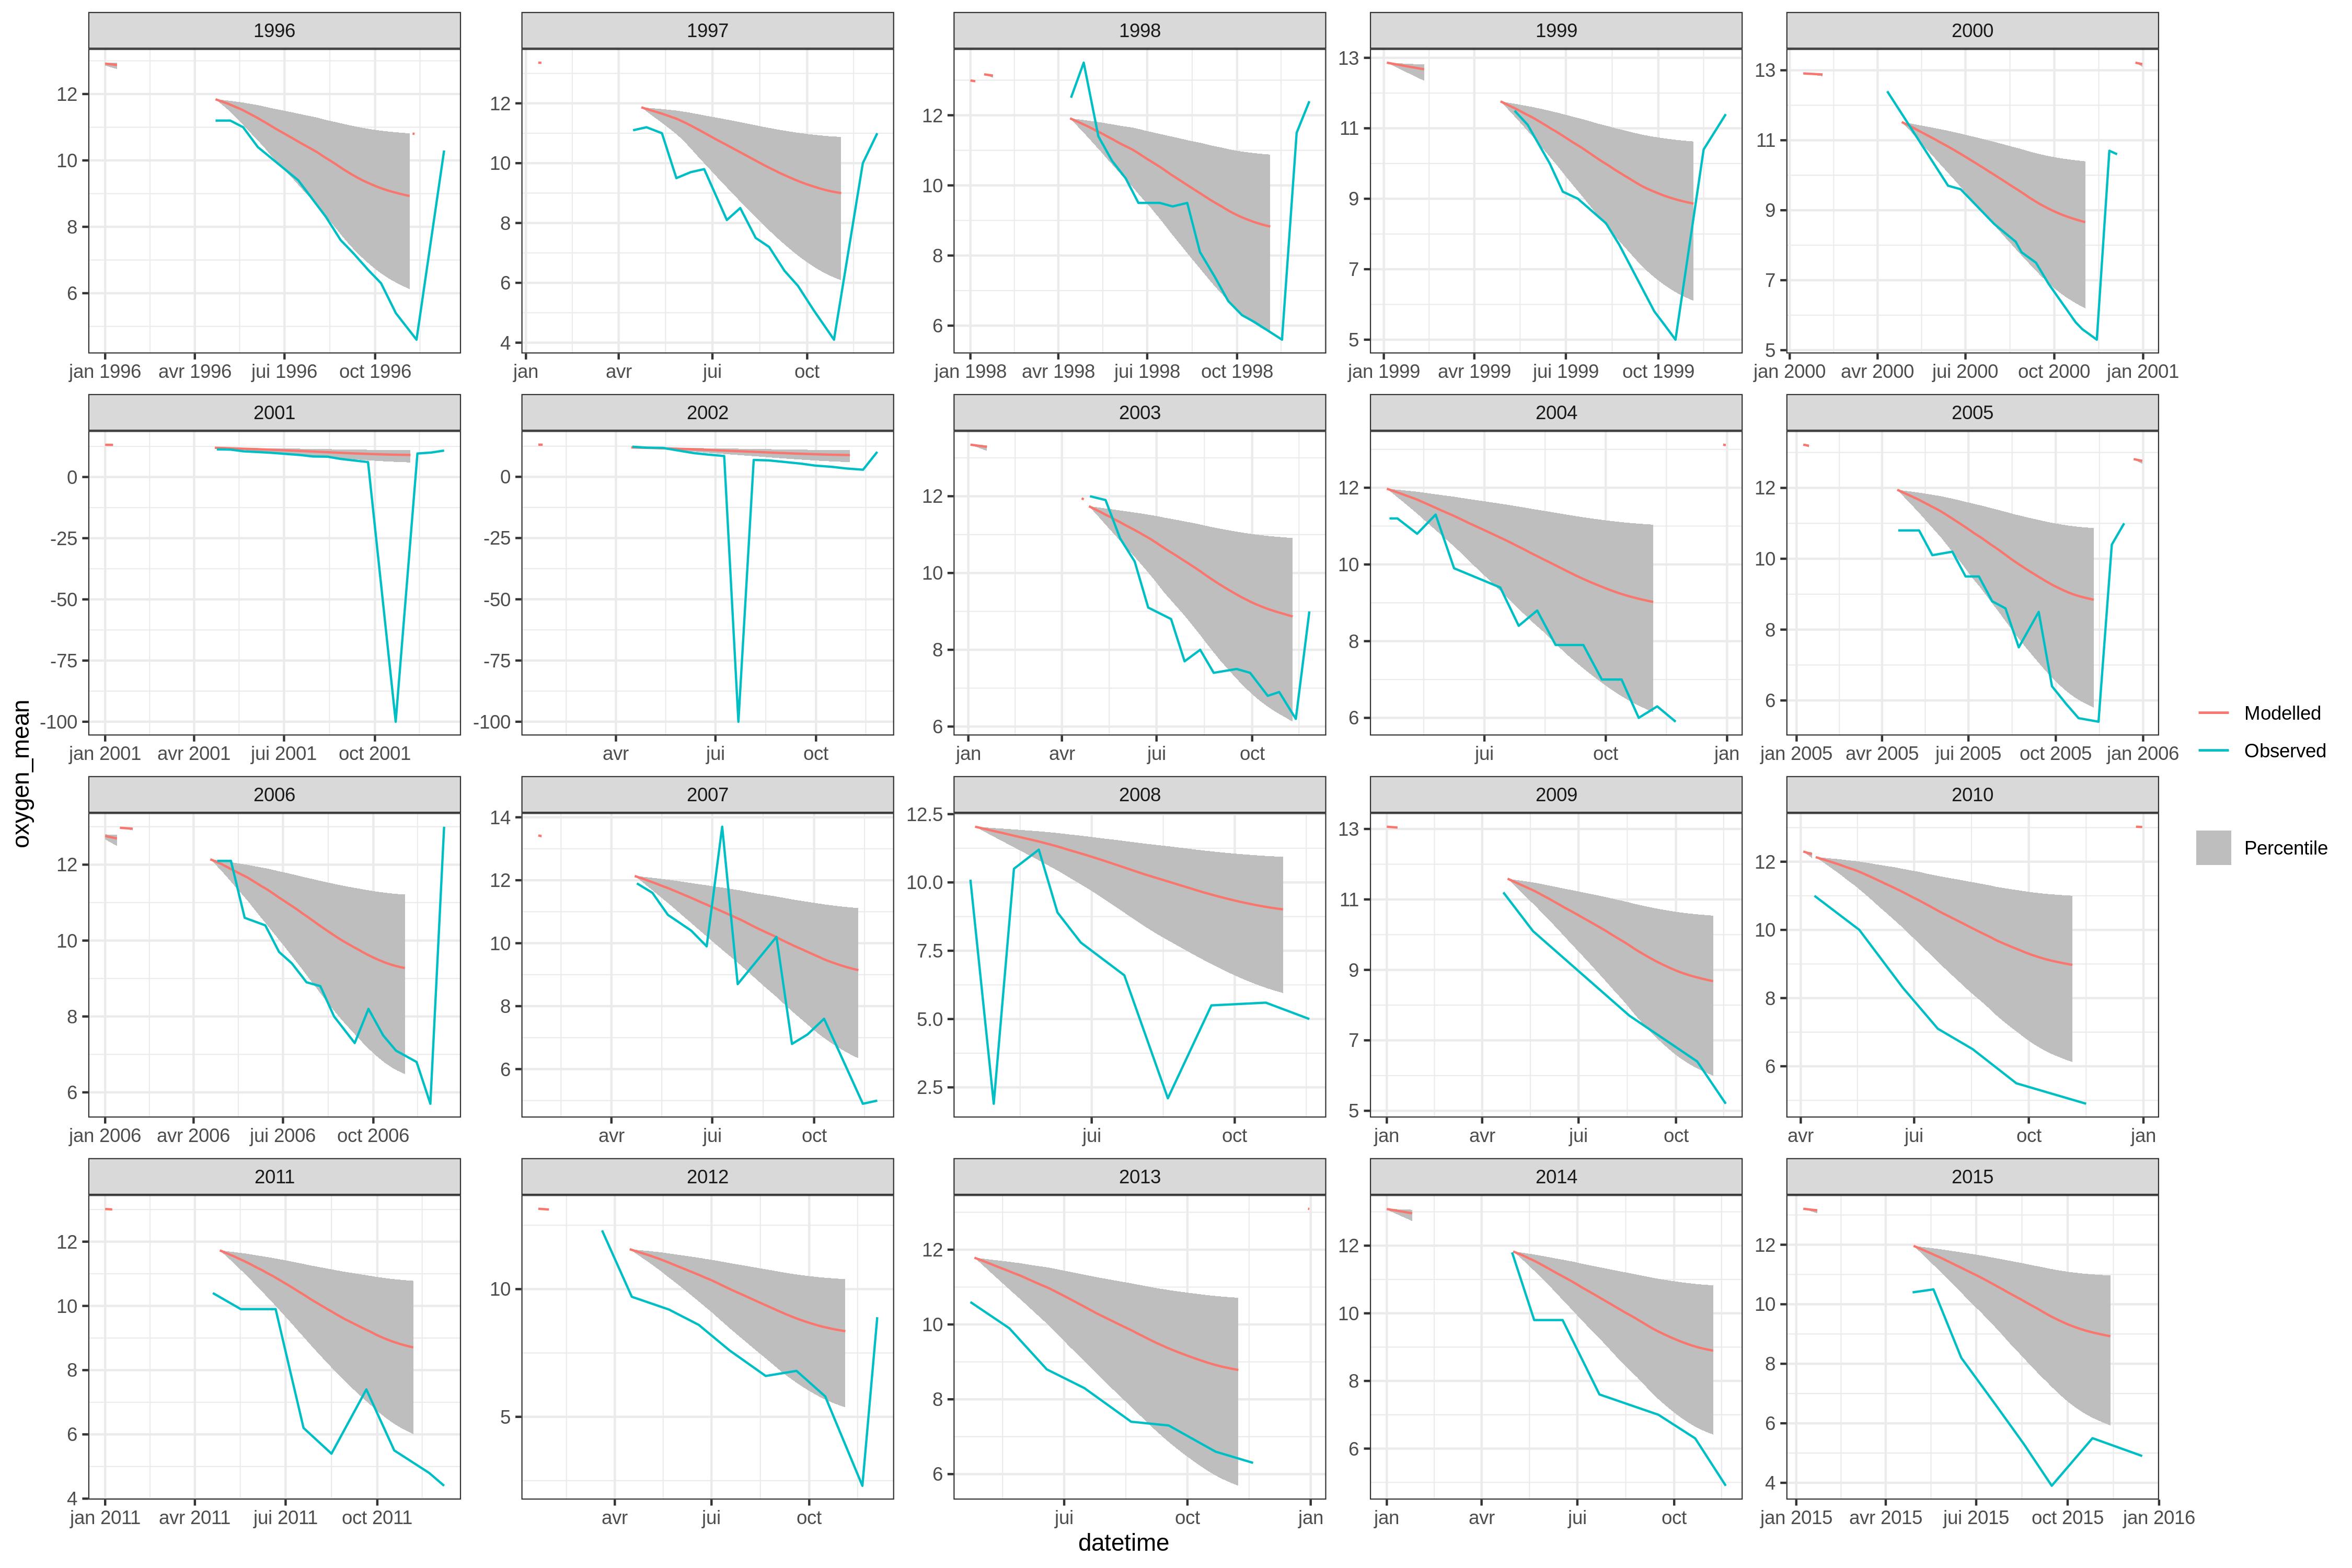 1996 1997 1998 1999 2000
12 10 8 6
12 10 8 6 4
12 10 8 6
13 11 9 7 5
13 11 9 7 5
jan 1996 avr 1996 jui 1996 oct 1996
jan avr jui oct
jan 1998 avr 1998 jui 1998 oct 1998
jan 1999 avr 1999 jui 1999 oct 1999
jan 2000 avr 2000 jui 2000 oct 2000 jan 2001
2001 2002 2003 2004 2005
0 -25 -50 -75 -100
0 -25 -50 -75 -100
12 10 8 6
12 10 8 6
12 10 8 6
jan 2001 avr 2001 jui 2001 oct 2001
avr jui oct
jan avr jui oct
jui oct jan
jan 2005 avr 2005 jui 2005 oct 2005 jan 2006
oxygen_mean
Modelled
Observed
Percentile
2006 2007 2008 2009 2010
12 10 8 6
14 12 10 8 6
12.5 10.0 7.5 5.0 2.5
13 11 9 7 5
12 10 8 6
jan 2006 avr 2006 jui 2006 oct 2006
avr jui oct
jui oct
jan avr jui oct
avr jui oct jan
2011 2012 2013 2014 2015
12 10 8 6 4
10 5
12 10 8 6
12 10 8 6
12 10 8 6 4
jan 2011 avr 2011 jui 2011 oct 2011
avr jui oct
jui oct jan
jan avr jui oct
jan 2015 avr 2015 jui 2015 oct 2015 jan 2016
datetime